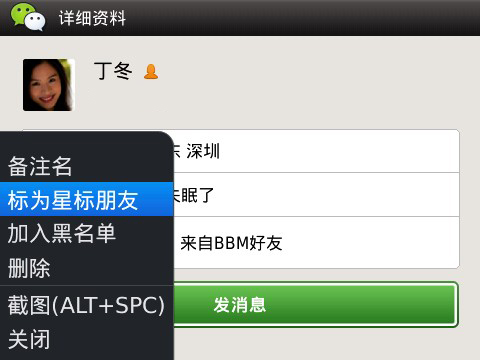 详细资料
丁冬
深圳
眠了
来自BBM好友
发消息
备注名
标为星标朋友
加入黑名单
删除
截图(ALT+SPC)
关闭